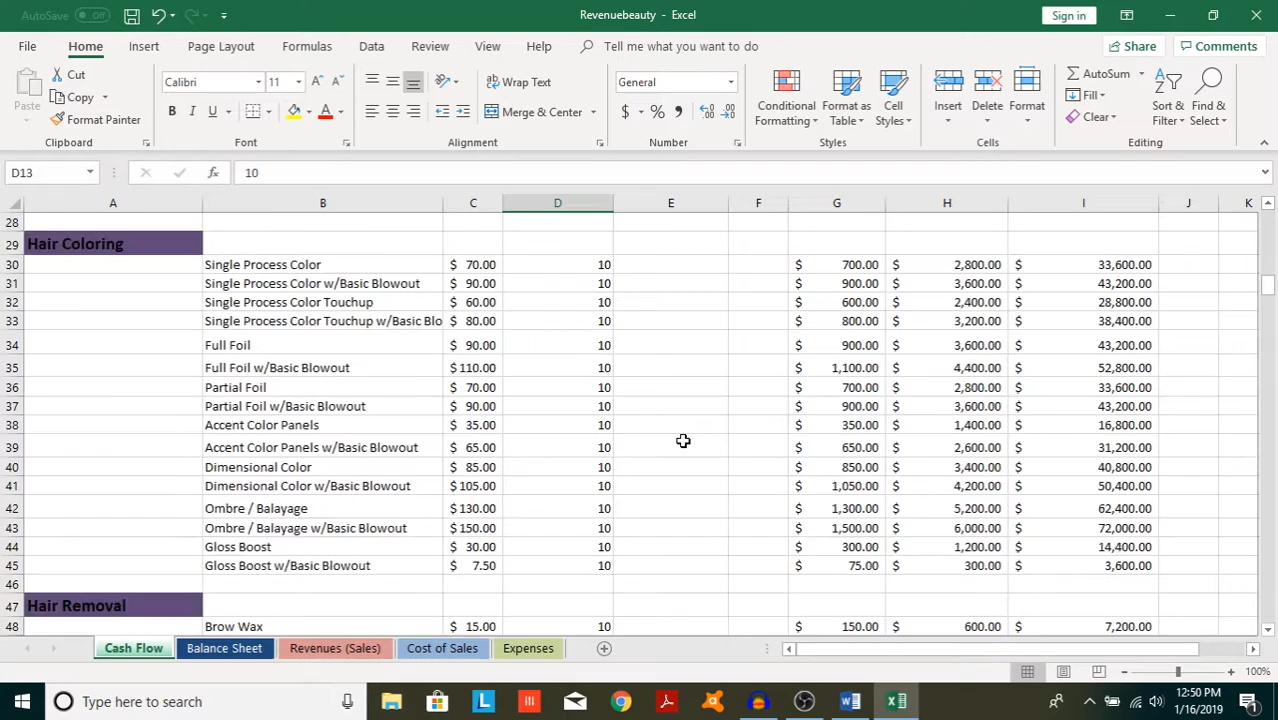 AutoSave Off Revenuebeauty - Excel Sign in
File Home Insert Page Layout Formulas Data Review View Help Tell me what you want to do Share Comments
Paste Cut Copy Format Painter Clipboard
Calibri 11 A A B I U A Font
Wrap Text Merge & Center Alignment
General $ % , Number
Conditional Formatting Format as Table Cell Styles Styles
Insert Delete Format Cells
AutoSum Fill Clear Sort & Filter Find & Select Editing
D13 fx 10
A B C D E F G H I J K
28
29 Hair Coloring
30 Single Process Color $ 70.00 10 $ 700.00 $ 2,800.00 $ 33,600.00
31 Single Process Color w/Basic Blowout $ 90.00 10 $ 900.00 $ 3,600.00 $ 43,200.00
32 Single Process Color Touchup $ 60.00 10 $ 600.00 $ 2,400.00 $ 28,800.00
33 Single Process Color Touchup w/Basic Blo $ 80.00 10 $ 800.00 $ 3,200.00 $ 38,400.00
34 Full Foil $ 90.00 10 $ 900.00 $ 3,600.00 $ 43,200.00
35 Full Foil w/Basic Blowout $ 110.00 10 $ 1,100.00 $ 4,400.00 $ 52,800.00
36 Partial Foil $ 70.00 10 $ 700.00 $ 2,800.00 $ 33,600.00
37 Partial Foil w/Basic Blowout $ 90.00 10 $ 900.00 $ 3,600.00 $ 43,200.00
38 Accent Color Panels $ 35.00 10 $ 350.00 $ 1,400.00 $ 16,800.00
39 Accent Color Panels w/Basic Blowout $ 65.00 10 $ 650.00 $ 2,600.00 $ 31,200.00
40 Dimensional Color $ 85.00 10 $ 850.00 $ 3,400.00 $ 40,800.00
41 Dimensional Color w/Basic Blowout $ 105.00 10 $ 1,050.00 $ 4,200.00 $ 50,400.00
42 Ombre / Balayage $ 130.00 10 $ 1,300.00 $ 5,200.00 $ 62,400.00
43 Ombre / Balayage w/Basic Blowout $ 150.00 10 $ 1,500.00 $ 6,000.00 $ 72,000.00
44 Gloss Boost $ 30.00 10 $ 300.00 $ 1,200.00 $ 14,400.00
45 Gloss Boost w/Basic Blowout $ 7.50 10 $ 75.00 $ 300.00 $ 3,600.00
46
47 Hair Removal
48 Brow Wax $ 15.00 10 $ 150.00 $ 600.00 $ 7,200.00
Cash Flow Balance Sheet Revenues (Sales) Cost of Sales Expenses
100%
Type here to search 12:50 PM
1/16/2019